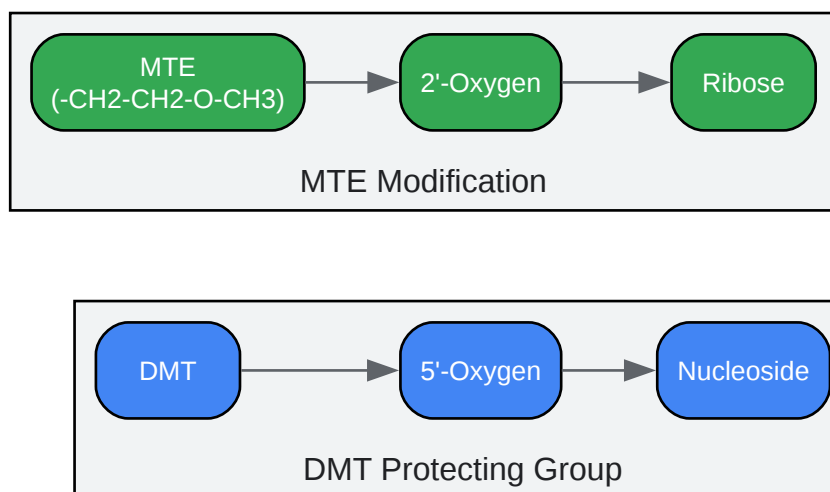 MTE
(-CH2-CH2-O-CH3)
2'-Oxygen
Ribose
MTE Modification
DMT
5'-Oxygen
Nucleoside
DMT Protecting Group